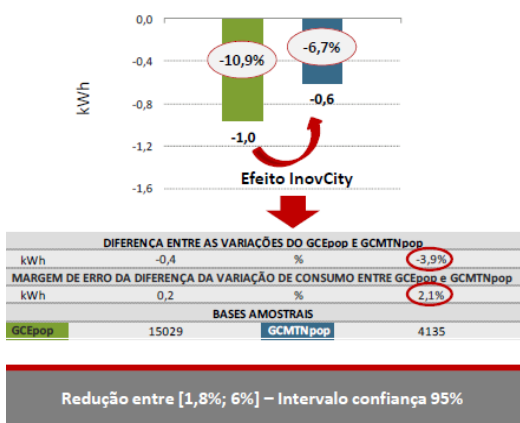 0,0
-0,4
-0,8
-1,2
-1,6
kWh
-10,9%
-6,7%
-1,0
-0,6
Efeito InovCity
DIFERENÇA ENTRE AS VARIAÇÕES DO GCEpop E GCMTNpop
kWh -0,4 % -3,9%
MARGEM DE ERRO DA DIFERENÇA DA VARIAÇÃO DE CONSUMO ENTRE GCEpop e GCMTNpop
kWh 0,2 % 2,1%
BASES AMOSTRAIS
GCEpop 15029 GCMTNpop 4135
Redução entre [1,8%; 6%] – Intervalo confiança 95%